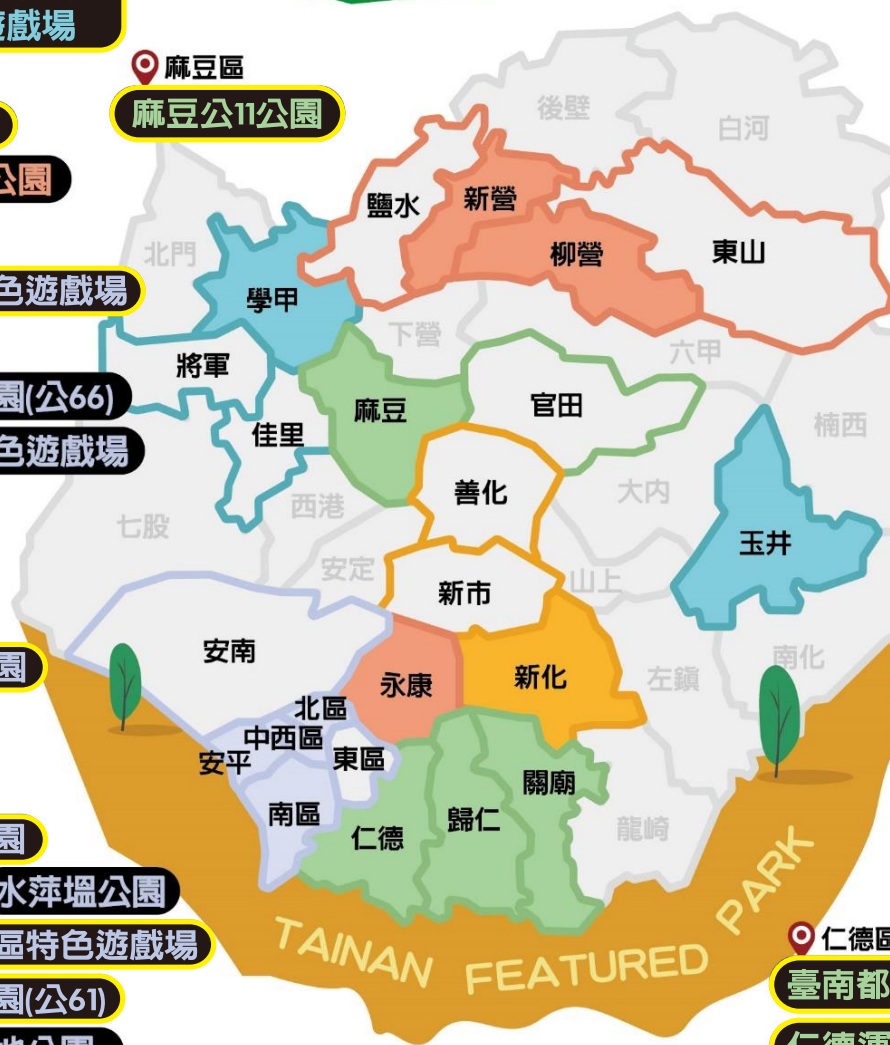 遊戲場
麻豆區
麻豆公11公園
公園
色遊戲場
園(公66)
色遊戲場
園
園
水萍塭公園
區特色遊戲場
園(公61)
地公園
後壁
白河
鹽水
新營
柳營
東山
北門
學甲
下營
六甲
將軍
麻豆
官田
楠西
佳里
善化
大內
西港
七股
玉井
安定
新市
山上
安南
永康
新化
左鎮
南化
北區
中西區
安平
東區
南區
關廟
歸仁
仁德
龍崎
TAINAN FEATURED PARK
仁德區
臺南都
仁德運